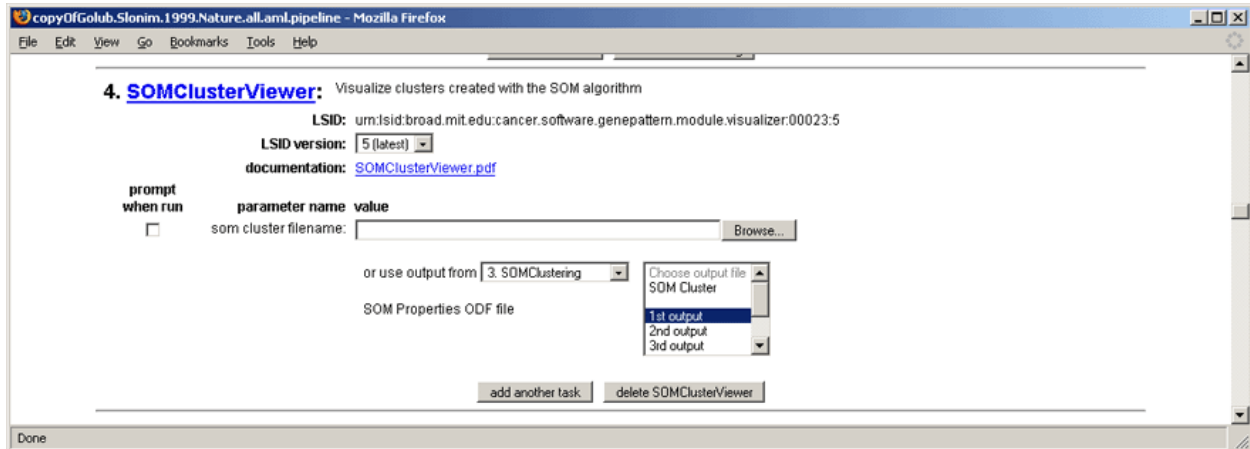 copyOfGolub.Slonim.1999.Nature.all.aml.pipeline - Mozilla Firefox
File Edit View Go Bookmarks Tools Help
4. SOMClusterViewer: Visualize clusters created with the SOM algorithm
LSID: urn:lsid:broad.mit.edu:cancer.software.genepattern.module.visualizer:00023:5
LSID version: 5 (latest)
documentation: SOMClusterViewer.pdf
prompt
when run parameter name value
som cluster filename: Browse...
or use output from 3. SOMClustering Choose output file
SOM Cluster
SOM Properties ODF file
1st output
2nd output
3rd output
add another task delete SOMClusterViewer
Done